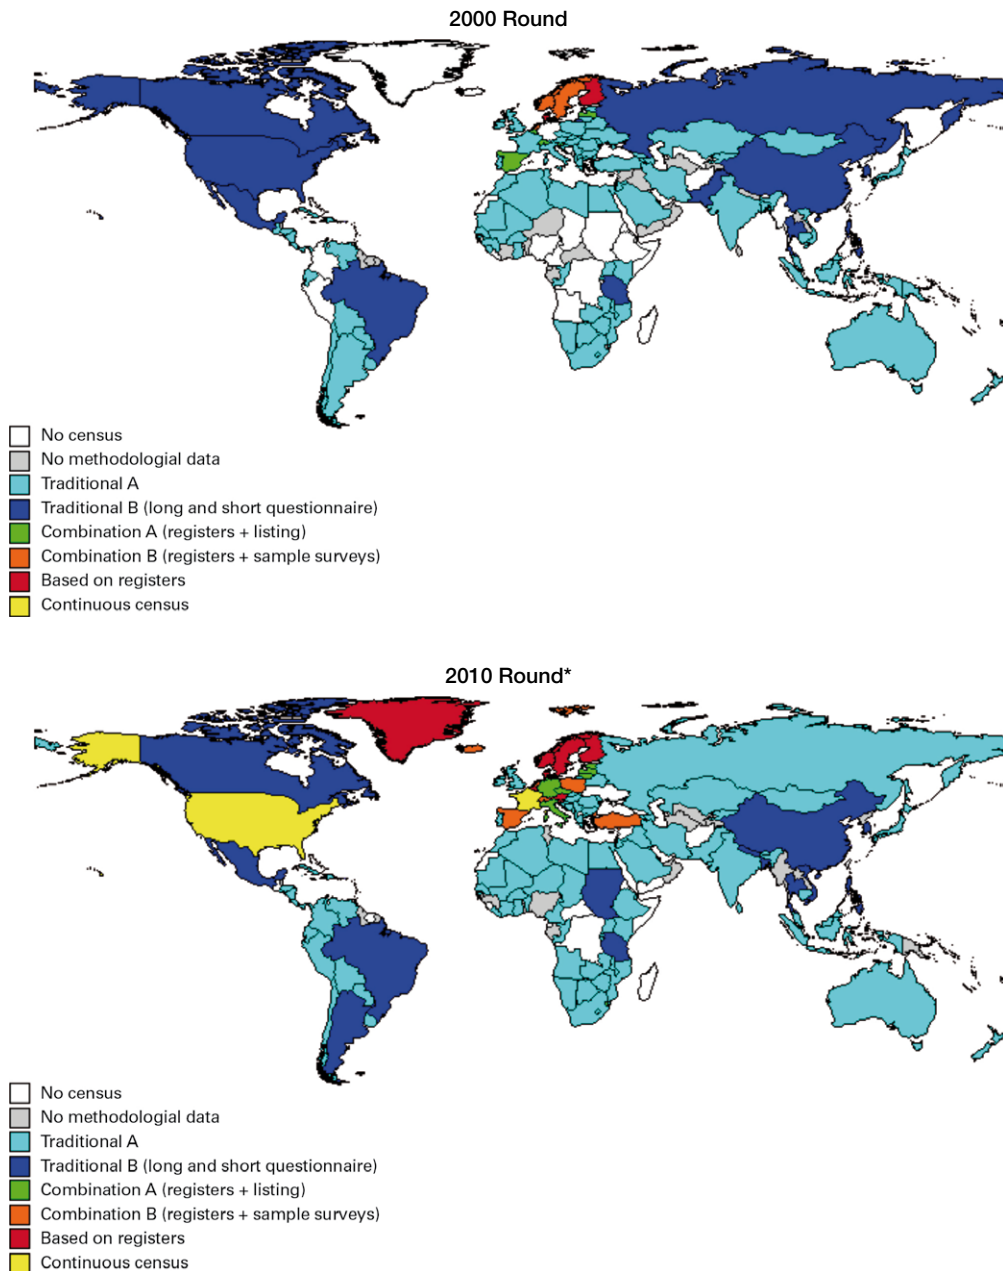 2000 Round
No census
No methodologial data
Traditional A
Traditional B (long and short questionnaire)
Combination A (registers + listing)
Combination B (registers + sample surveys)
Based on registers
Continuous census
2010 Round*
No census
No methodologial data
Traditional A
Traditional B (long and short questionnaire)
Combination A (registers + listing)
Combination B (registers + sample surveys)
Based on registers
Continuous census